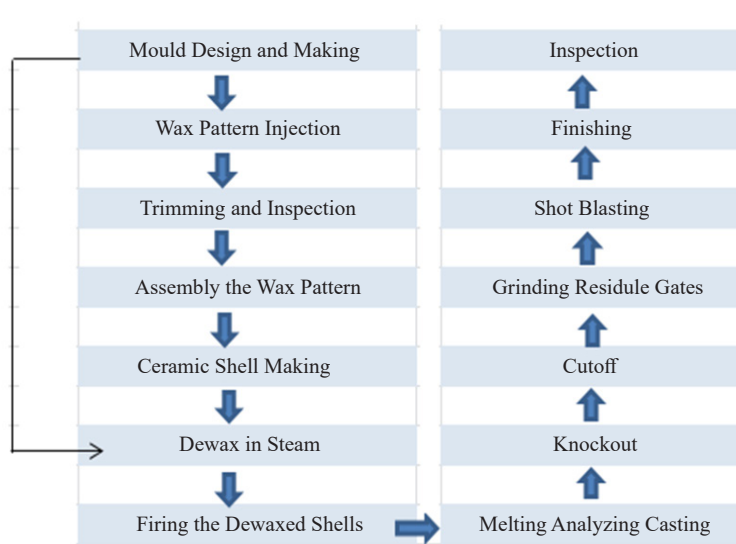 Mould Design and Making
Wax Pattern Injection
Trimming and Inspection
Assembly the Wax Pattern
Ceramic Shell Making
Dewax in Steam
Firing the Dewaxed Shells
Inspection
Finishing
Shot Blasting
Grinding Residule Gates
Cutoff
Knockout
Melting Analyzing Casting